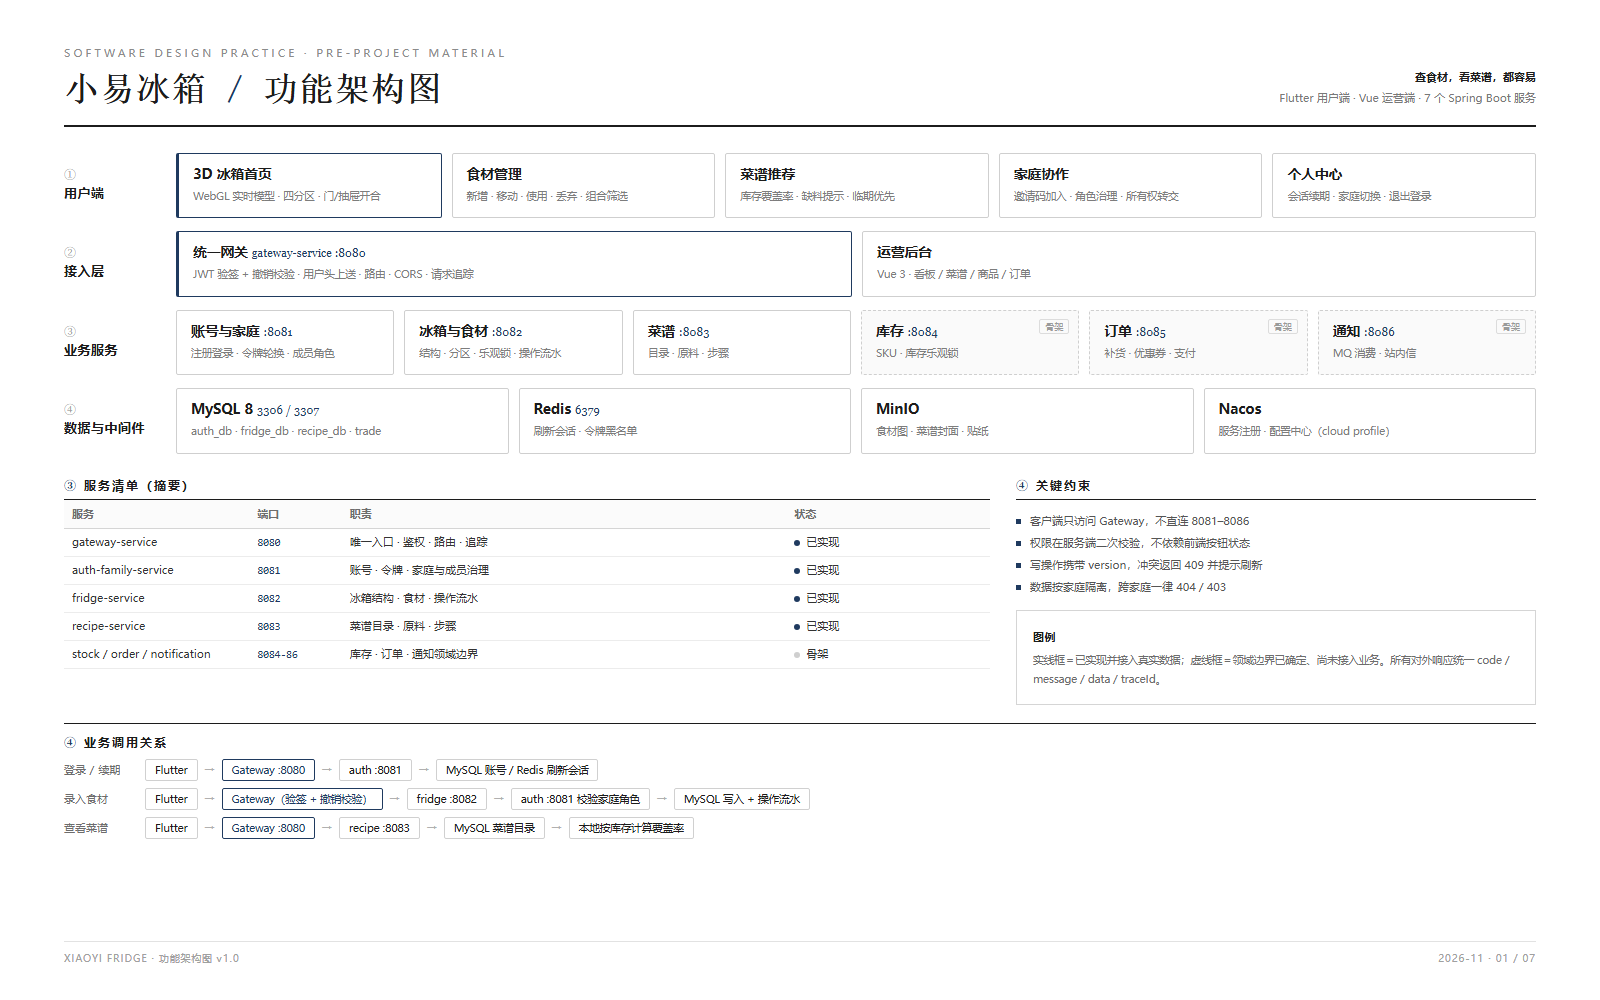 SOFTWARE DESIGN PRACTICE · PRE-PROJECT MATERIAL
小易冰箱 / 功能架构图
查食材，看菜谱，都容易
Flutter 用户端 · Vue 运营端 · 7 个 Spring Boot 服务
①
用户端
3D 冰箱首页
WebGL 实时模型 · 四分区 · 门/抽屉开合
食材管理
新增 · 移动 · 使用 · 丢弃 · 组合筛选
菜谱推荐
库存覆盖率 · 缺料提示 · 临期优先
家庭协作
邀请码加入 · 角色治理 · 所有权转交
个人中心
会话续期 · 家庭切换 · 退出登录
②
接入层
统一网关 gateway-service :8080
JWT 验签 + 撤销校验 · 用户头上送 · 路由 · CORS · 请求追踪
运营后台
Vue 3 · 看板 / 菜谱 / 商品 / 订单
③
业务服务
账号与家庭 :8081
注册登录 · 令牌轮换 · 成员角色
冰箱与食材 :8082
结构 · 分区 · 乐观锁 · 操作流水
菜谱 :8083
目录 · 原料 · 步骤
库存 :8084 骨架
SKU · 库存乐观锁
订单 :8085 骨架
补货 · 优惠券 · 支付
通知 :8086 骨架
MQ 消费 · 站内信
④
数据与中间件
MySQL 8 3306 / 3307
auth_db · fridge_db · recipe_db · trade
Redis 6379
刷新会话 · 令牌黑名单
MinIO
食材图 · 菜谱封面 · 贴纸
Nacos
服务注册 · 配置中心（cloud profile）
③ 服务清单（摘要）
服务 端口 职责 状态
gateway-service 8080 唯一入口 · 鉴权 · 路由 · 追踪 已实现
auth-family-service 8081 账号 · 令牌 · 家庭与成员治理 已实现
fridge-service 8082 冰箱结构 · 食材 · 操作流水 已实现
recipe-service 8083 菜谱目录 · 原料 · 步骤 已实现
stock / order / notification 8084-86 库存 · 订单 · 通知领域边界 骨架
④ 关键约束
客户端只访问 Gateway，不直连 8081–8086
权限在服务端二次校验，不依赖前端按钮状态
写操作携带 version，冲突返回 409 并提示刷新
数据按家庭隔离，跨家庭一律 404 / 403
图例
实线框＝已实现并接入真实数据；虚线框＝领域边界已确定、尚未接入业务。所有对外响应统一 code /
message / data / traceId。
④ 业务调用关系
登录 / 续期 Flutter → Gateway :8080 → auth :8081 → MySQL 账号 / Redis 刷新会话
录入食材 Flutter → Gateway（验签 + 撤销校验） → fridge :8082 → auth :8081 校验家庭角色 → MySQL 写入 + 操作流水
查看菜谱 Flutter → Gateway :8080 → recipe :8083 → MySQL 菜谱目录 → 本地按库存计算覆盖率
XIAOYI FRIDGE · 功能架构图 v1.0
2026-11 · 01 / 07